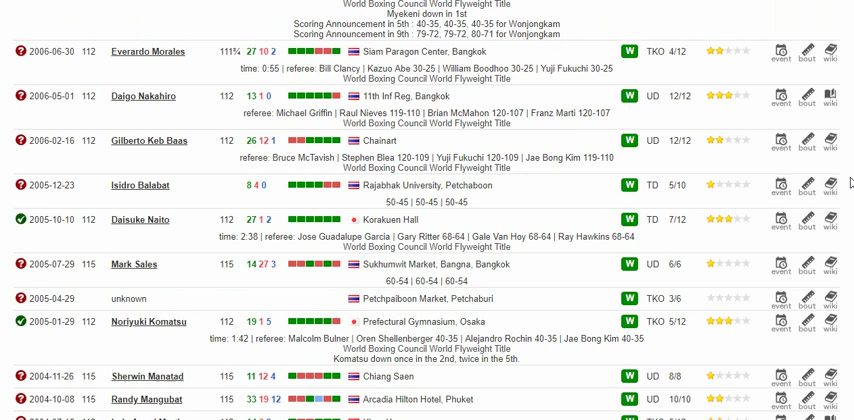 World Boxing Council World Flyweight Title
Myekeni down in 1st
Scoring Announcement in 5th : 40-35, 40-35, 40-35 for Wonjongkam
Scoring Announcement in 9th : 79-72, 79-72, 80-71 for Wonjongkam
2006-06-30 112 Everardo Morales 111¾ 27 10 2 Siam Paragon Center, Bangkok W TKO 4/12 event bout wiki
time: 0:55 | referee: Bill Clancy | Kazuo Abe 30-25 | William Boodhoo 30-25 | Yuji Fukuchi 30-25
World Boxing Council World Flyweight Title
2006-05-01 112 Daigo Nakahiro 112 13 1 0 11th Inf Reg, Bangkok W UD 12/12 event bout wiki
referee: Michael Griffin | Raul Nieves 119-110 | Brian McMahon 120-107 | Franz Marti 120-107
World Boxing Council World Flyweight Title
2006-02-16 112 Gilberto Keb Baas 112 26 12 1 Chainart W UD 12/12 event bout wiki
referee: Bruce McTavish | Stephen Blea 120-109 | Yuji Fukuchi 120-109 | Jae Bong Kim 119-110
World Boxing Council World Flyweight Title
2005-12-23 Isidro Balabat 8 4 0 Rajabhak University, Petchaboon W TD 5/10 event bout wiki
50-45 | 50-45 | 50-45
2005-10-10 112 Daisuke Naito 112 27 1 2 Korakuen Hall W TD 7/12 event bout wiki
time: 2:38 | referee: Jose Guadalupe Garcia | Gary Ritter 68-64 | Gale Van Hoy 68-64 | Ray Hawkins 68-64
World Boxing Council World Flyweight Title
2005-07-29 115 Mark Sales 115 14 27 3 Sukhumwit Market, Bangna, Bangkok W UD 6/6 event bout wiki
60-54 | 60-54 | 60-54
2005-04-29 unknown Petchpaiboon Market, Petchaburi W TKO 3/6 event bout wiki
2005-01-29 112 Noriyuki Komatsu 112 19 1 5 Prefectural Gymnasium, Osaka W TKO 5/12 event bout wiki
time: 1:42 | referee: Malcolm Bulner | Oren Shellenberger 40-35 | Alejandro Rochin 40-35 | Jae Bong Kim 40-35
World Boxing Council World Flyweight Title
Komatsu down once in the 2nd, twice in the 5th.
2004-11-26 115 Sherwin Manatad 115 11 12 4 Chiang Saen W UD 8/8 event bout wiki
2004-10-08 115 Randy Mangubat 115 33 19 12 Arcadia Hilton Hotel, Phuket W UD 10/10 event bout wiki